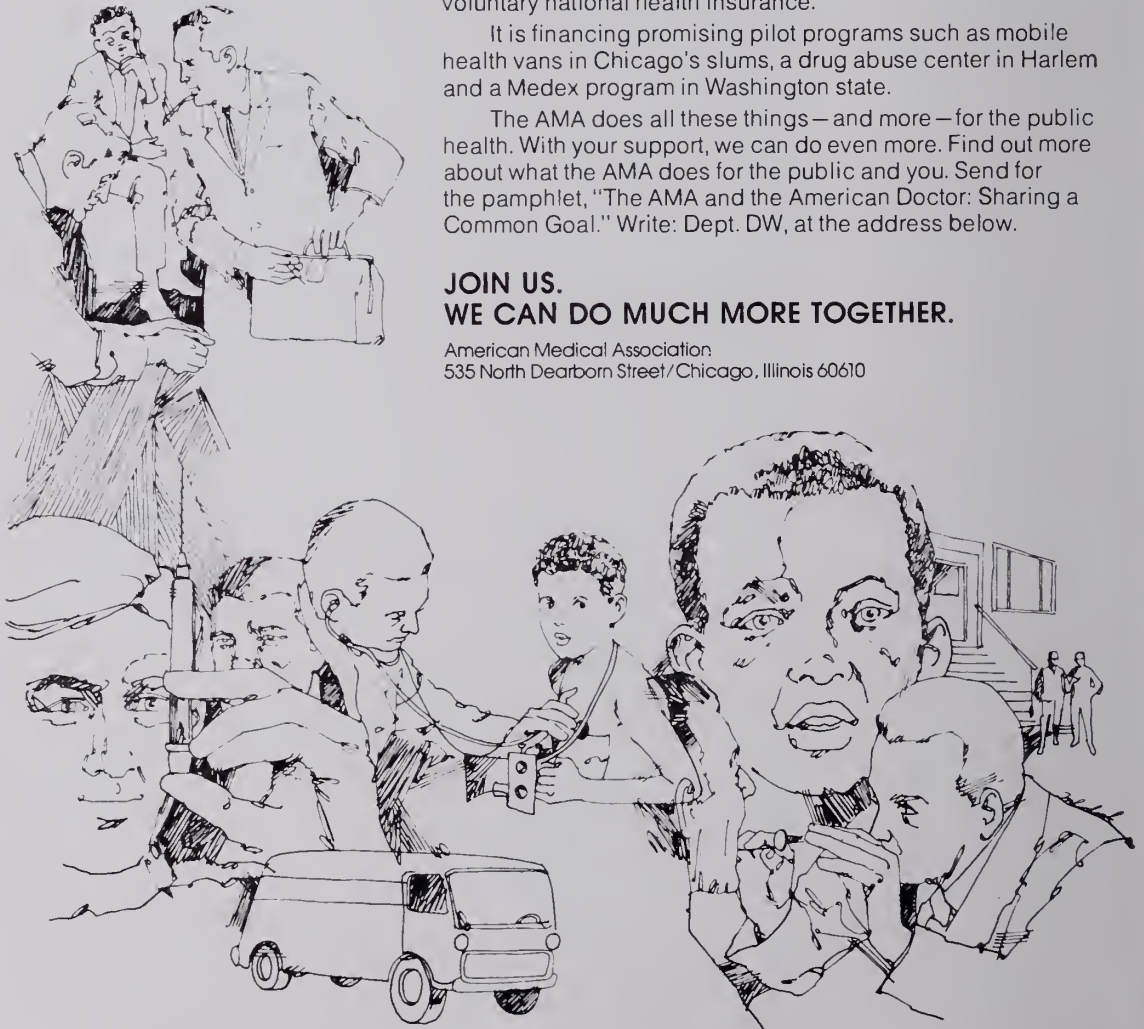 voluntary national health insurance.
It is financing promising pilot programs such as mobile
health vans in Chicago's slums, a drug abuse center in Harlem
and a Medex program in Washington state.
The AMA does all these things—and more—for the public
health. With your support, we can do even more. Find out more
about what the AMA does for the public and you. Send for
the pamphlet, "The AMA and the American Doctor: Sharing a
Common Goal." Write: Dept. DW, at the address below.
JOIN US.
WE CAN DO MUCH MORE TOGETHER.
American Medical Association
535 North Dearborn Street/Chicago, Illinois 60610